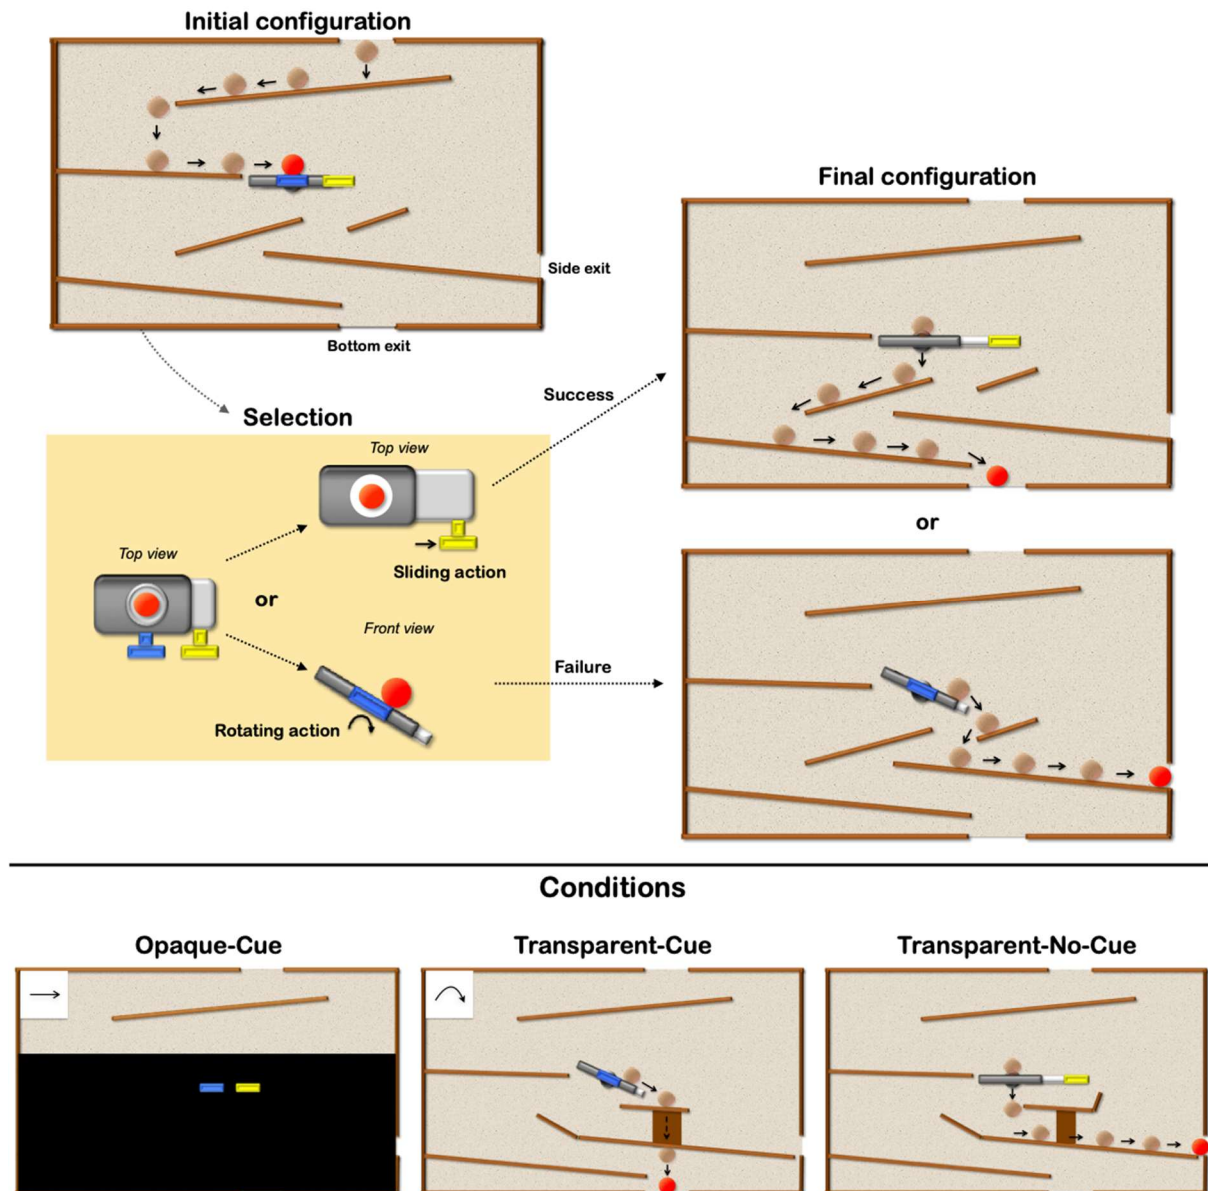 Initial configuration
Side exit
Bottom exit
Final configuration
Selection
Success
Top view
Top view
Sliding action
or
or
Front view
Rotating action
Failure
Conditions
Opaque-Cue
Transparent-Cue
Transparent-No-Cue